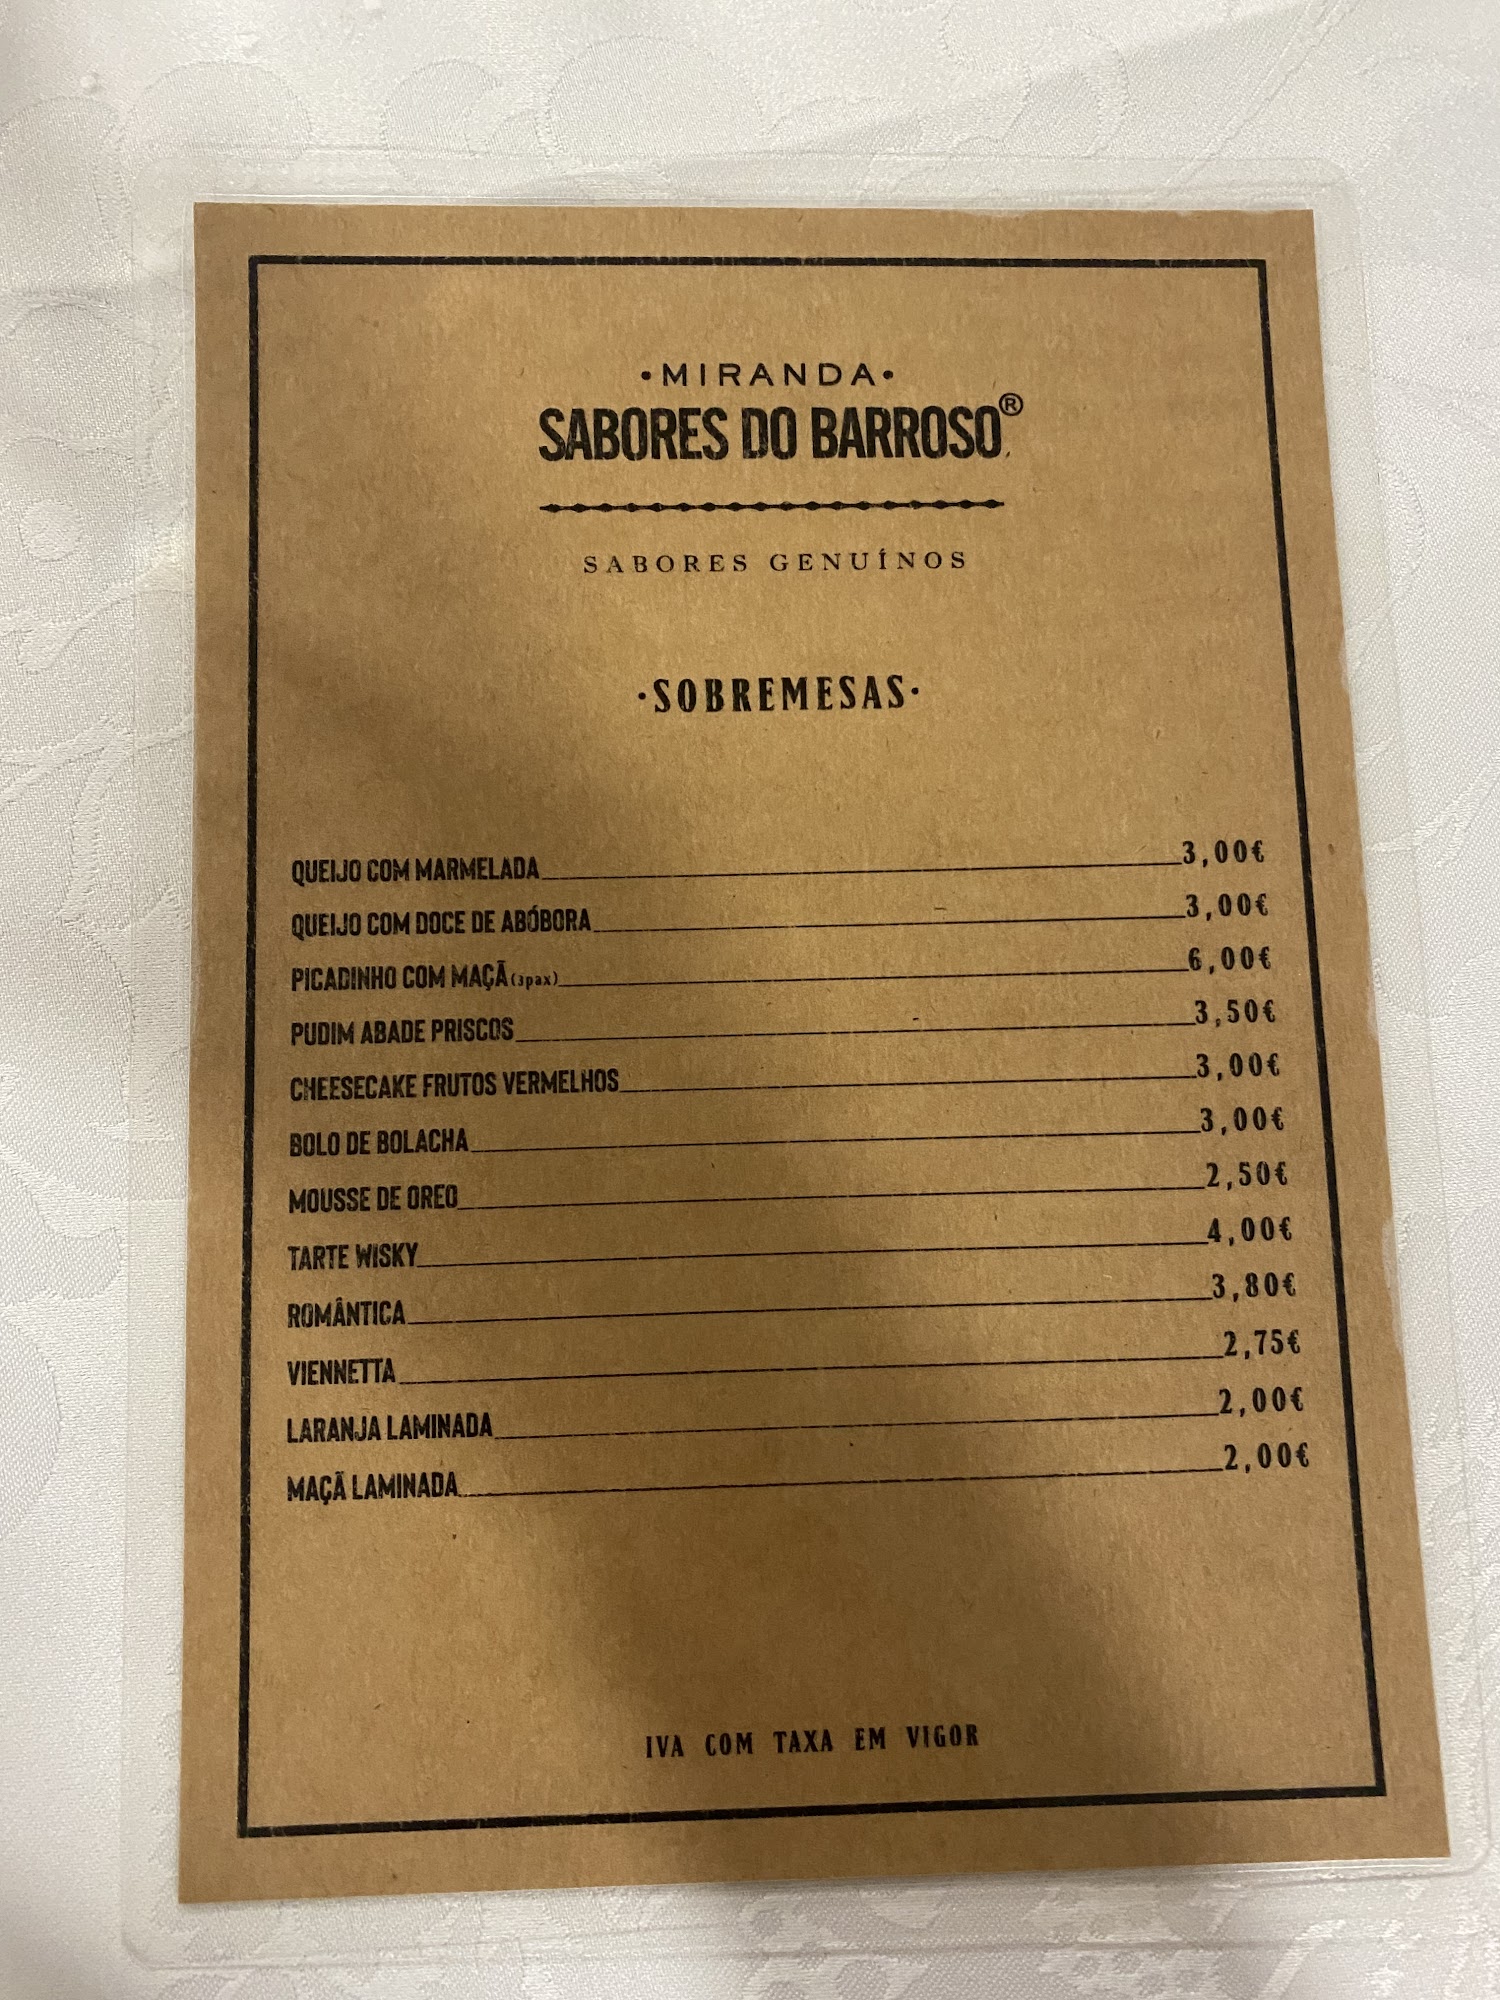 ·MIRANDA·
SABORES DO BARROSO®
SABORES GENUÍNOS
·SOBREMESAS·
QUEIJO COM MARMELADA 3,00€
QUEIJO COM DOCE DE ABÓBORA 3,00€
PICADINHO COM MAÇÃ (3pax) 6,00€
PUDIM ABADE PRISCOS 3,50€
CHEESECAKE FRUTOS VERMELHOS 3,00€
BOLO DE BOLACHA 3,00€
MOUSSE DE OREO 2,50€
TARTE WISKY 4,00€
ROMÂNTICA 3,80€
VIENNETTA 2,75€
LARANJA LAMINADA 2,00€
MAÇÃ LAMINADA 2,00€
IVA COM TAXA EM VIGOR